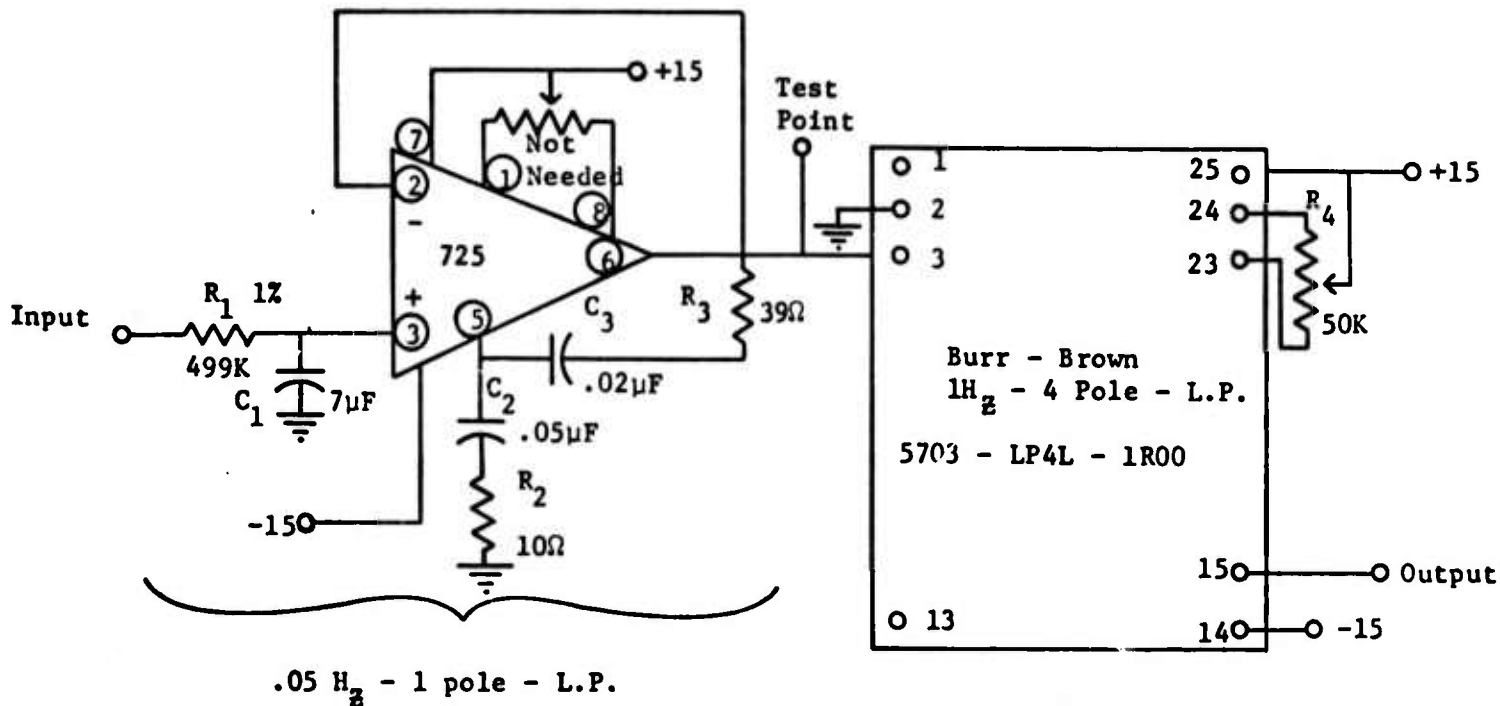 +15
Test
Point
7
Not
Needed
1
2
-
8
725
6
+
3
5
Input
R1 1%
499K
C1
7μF
C3
.02μF
R3
39Ω
C2
.05μF
R2
10Ω
-15
.05 Hz - 1 pole - L.P.
1
2
3
13
25
24
23
15
14
R4
50K
+15
Burr - Brown
1Hz - 4 Pole - L.P.
5703 - LP4L - 1R00
Output
-15